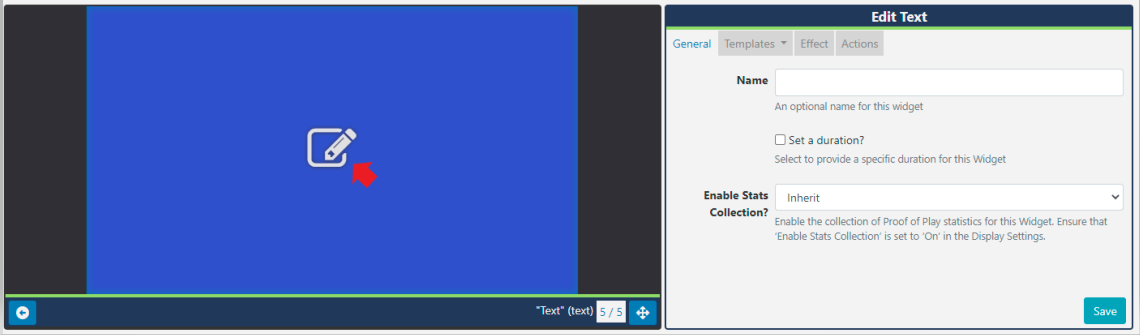 Edit Text
General Templates Effect Actions
Name
An optional name for this widget
Set a duration?
Select to provide a specific duration for this Widget
Enable Stats Collection?
Inherit
Enable the collection of Proof of Play statistics for this Widget. Ensure that
'Enable Stats Collection' is set to 'On' in the Display Settings.
"Text" (text) 5 / 5
Save